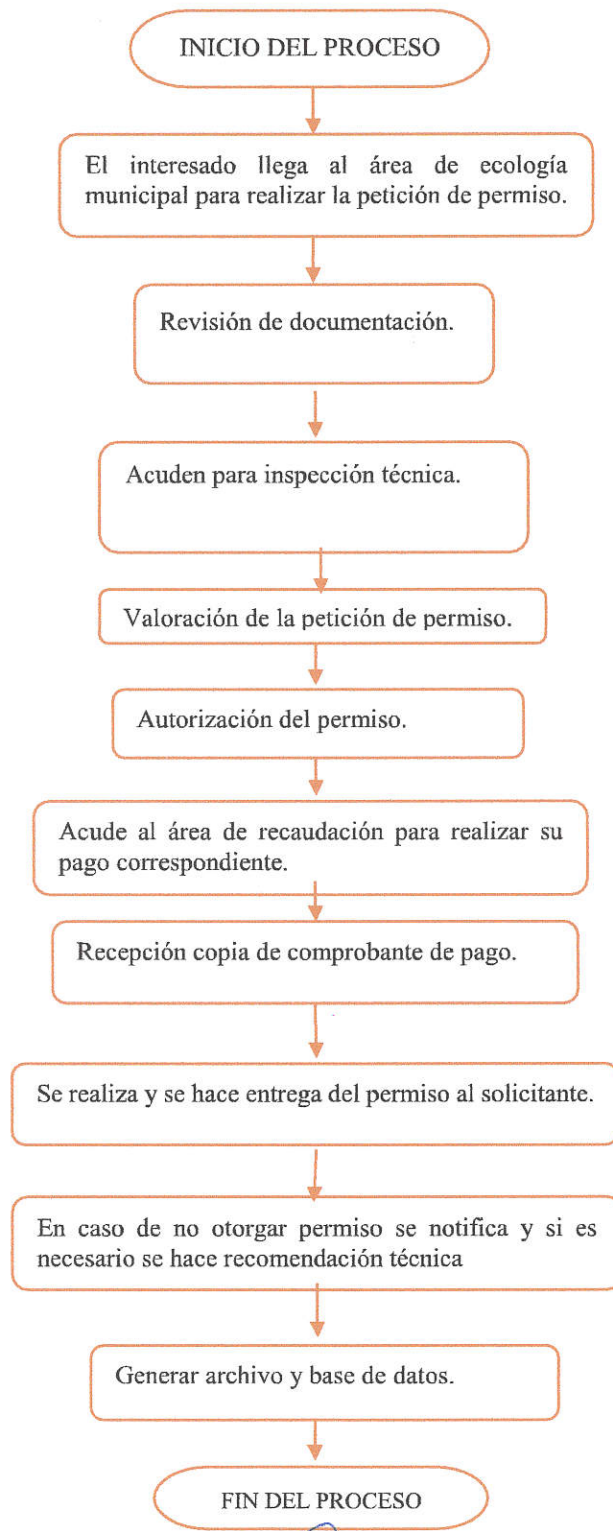 INICIO DEL PROCESO
El interesado llega al área de ecología
municipal para realizar la petición de permiso.
Revisión de documentación.
Acuden para inspección técnica.
Valoración de la petición de permiso.
Autorización del permiso.
Acude al área de recaudación para realizar su
pago correspondiente.
Recepción copia de comprobante de pago.
Se realiza y se hace entrega del permiso al solicitante.
En caso de no otorgar permiso se notifica y si es
necesario se hace recomendación técnica
Generar archivo y base de datos.
FIN DEL PROCESO